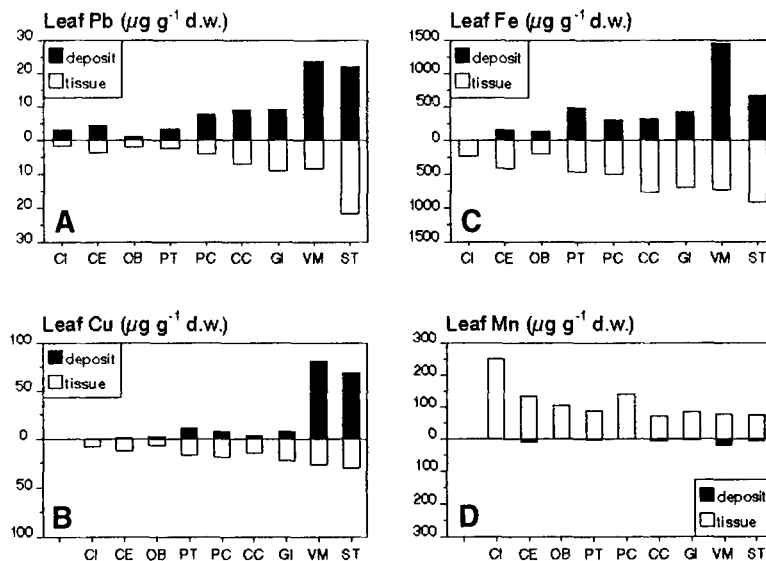 Leaf Pb (µg g⁻¹ d.w.)
30
20
10
0
10
20
30
deposit
tissue
A
CI CE OB PT PC CC GI VM ST
Leaf Fe (µg g⁻¹ d.w.)
1500
1000
500
0
500
1000
1500
deposit
tissue
C
CI CE OB PT PC CC GI VM ST
Leaf Cu (µg g⁻¹ d.w.)
100
50
0
50
100
deposit
tissue
B
CI CE OB PT PC CC GI VM ST
Leaf Mn (µg g⁻¹ d.w.)
300
200
100
0
100
200
300
deposit
tissue
D
CI CE OB PT PC CC GI VM ST